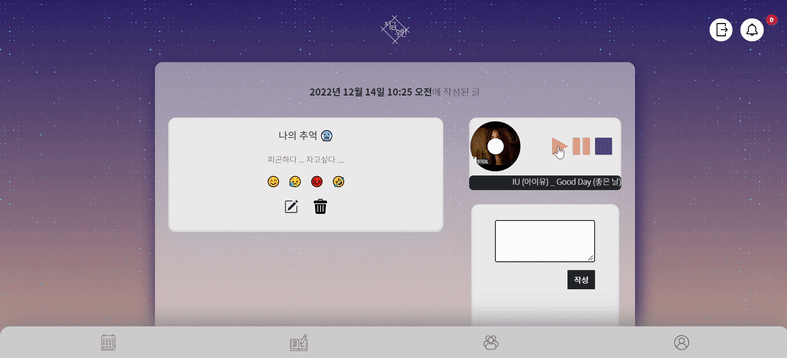 0
2022년 12월 14일 10:25 오전에 작성된 글
나의 추억
피곤하다 ... 자고싶다 ....
IU (아이유) _ Good Day (좋은 날)
작성